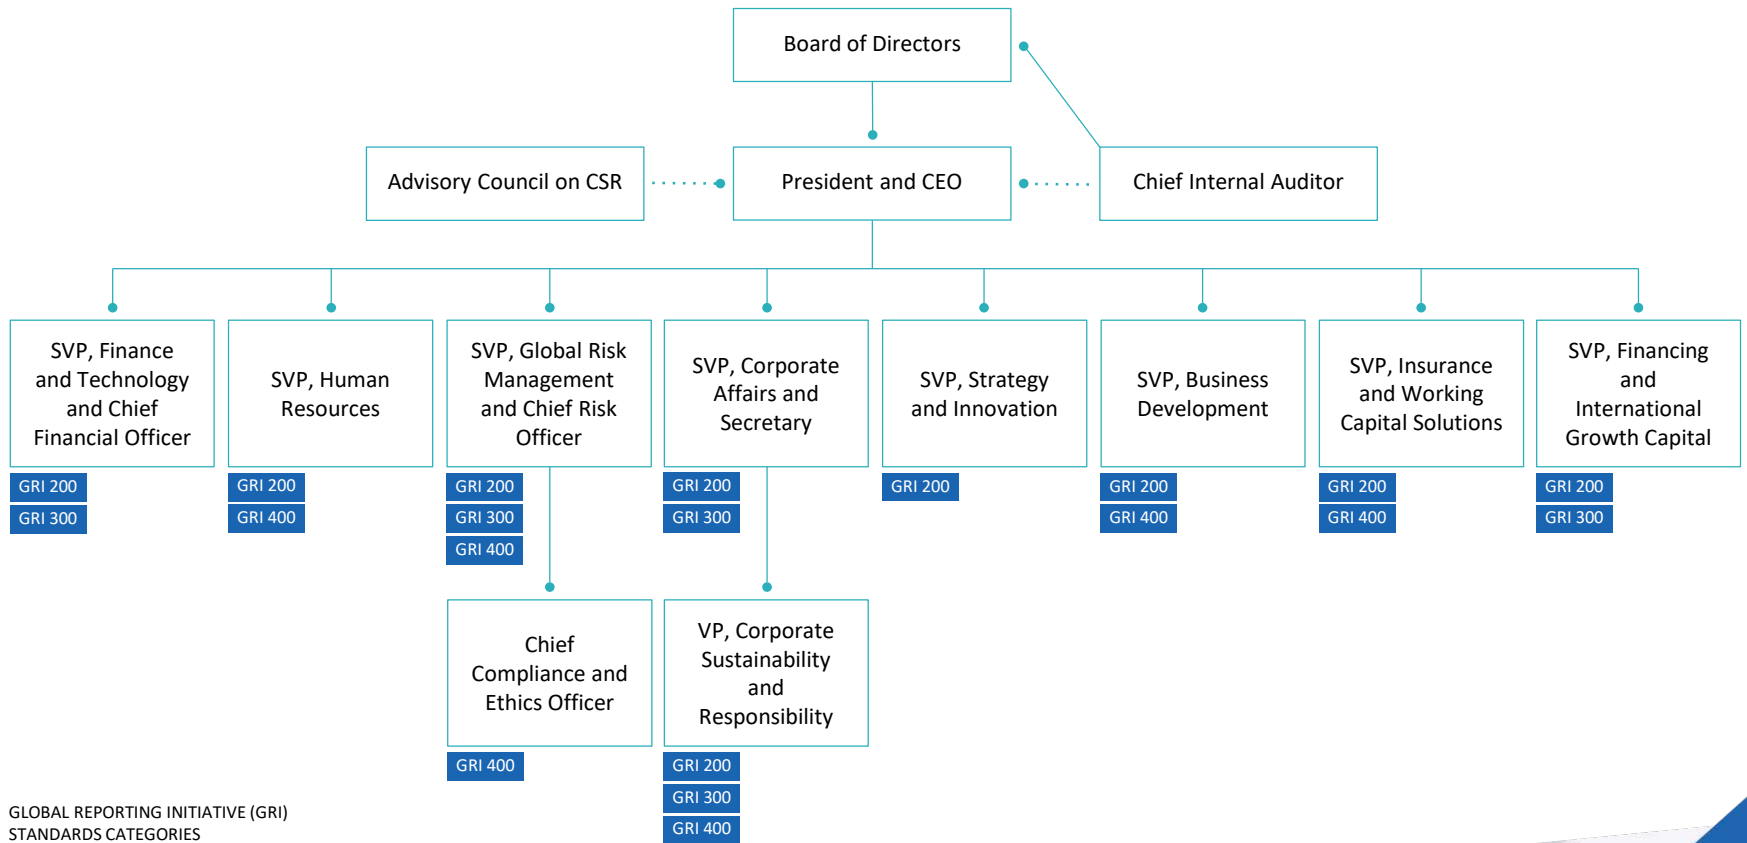 Board of Directors
Advisory Council on CSR
President and CEO
Chief Internal Auditor
SVP, Finance
and Technology
and Chief
Financial Officer
GRI 200
GRI 300
SVP, Human
Resources
GRI 200
GRI 400
SVP, Global Risk
Management
and Chief Risk
Officer
GRI 200
GRI 300
GRI 400
SVP, Corporate
Affairs and
Secretary
GRI 200
GRI 300
SVP, Strategy
and Innovation
GRI 200
SVP, Business
Development
GRI 200
GRI 400
SVP, Insurance
and Working
Capital Solutions
GRI 200
GRI 400
SVP, Financing
and
International
Growth Capital
GRI 200
GRI 300
Chief
Compliance and
Ethics Officer
GRI 400
VP, Corporate
Sustainability
and
Responsibility
GRI 200
GRI 300
GRI 400
GLOBAL REPORTING INITIATIVE (GRI)
STANDARDS CATEGORIES